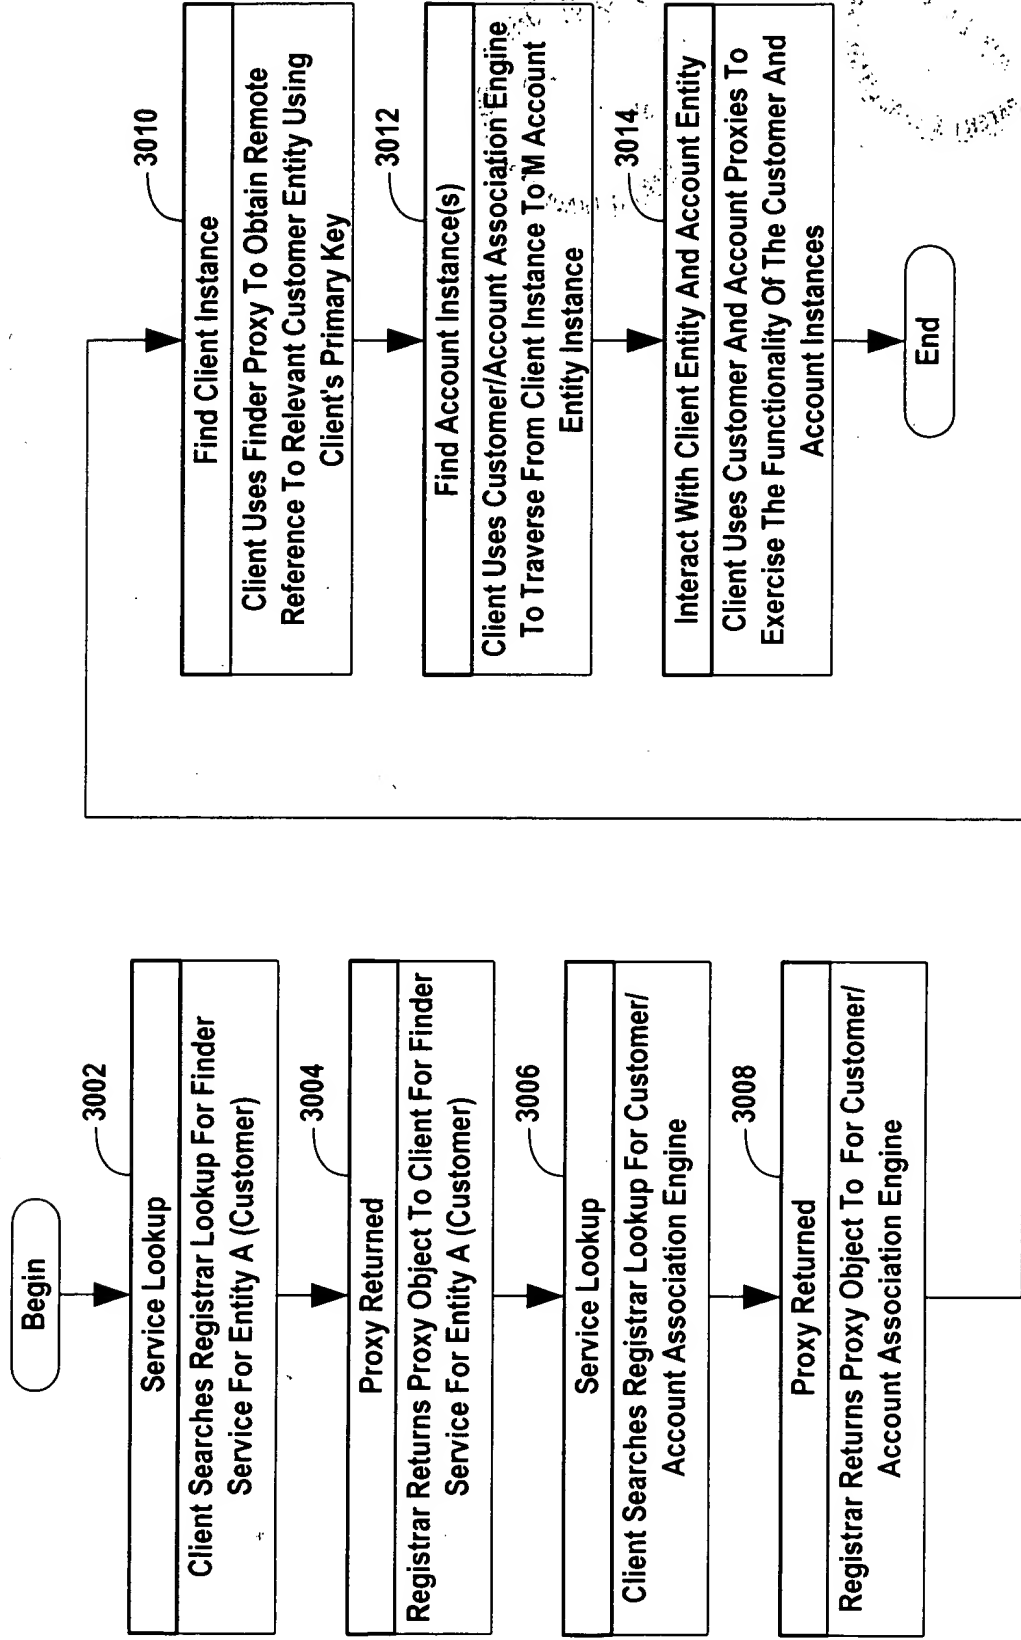 Begin
3002
Service Lookup
Client Searches Registrar Lookup For Finder
Service For Entity A (Customer)
3004
Proxy Returned
Registrar Returns Proxy Object To Client For Finder
Service For Entity A (Customer)
3006
Service Lookup
Client Searches Registrar Lookup For Customer/
Account Association Engine
3008
Proxy Returned
Registrar Returns Proxy Object To For Customer/
Account Association Engine
3010
Find Client Instance
Client Uses Finder Proxy To Obtain Remote
Reference To Relevant Customer Entity Using
Client's Primary Key
3012
Find Account Instance(s)
Client Uses Customer/Account Association Engine
To Traverse From Client Instance To M Account
Entity Instance
3014
Interact With Client Entity And Account Entity
Client Uses Customer And Account Proxies To
Exercise The Functionality Of The Customer And
Account Instances
End